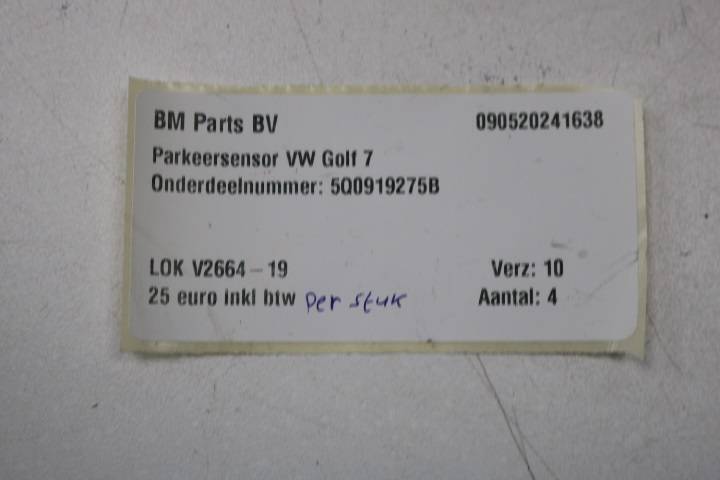 BM Parts BV 090520241638
Parkeersensor VW Golf 7
Onderdeelnummer: 5Q0919275B
LOK V2664-19 Verz: 10
25 euro inkl btw per stuk Aantal: 4